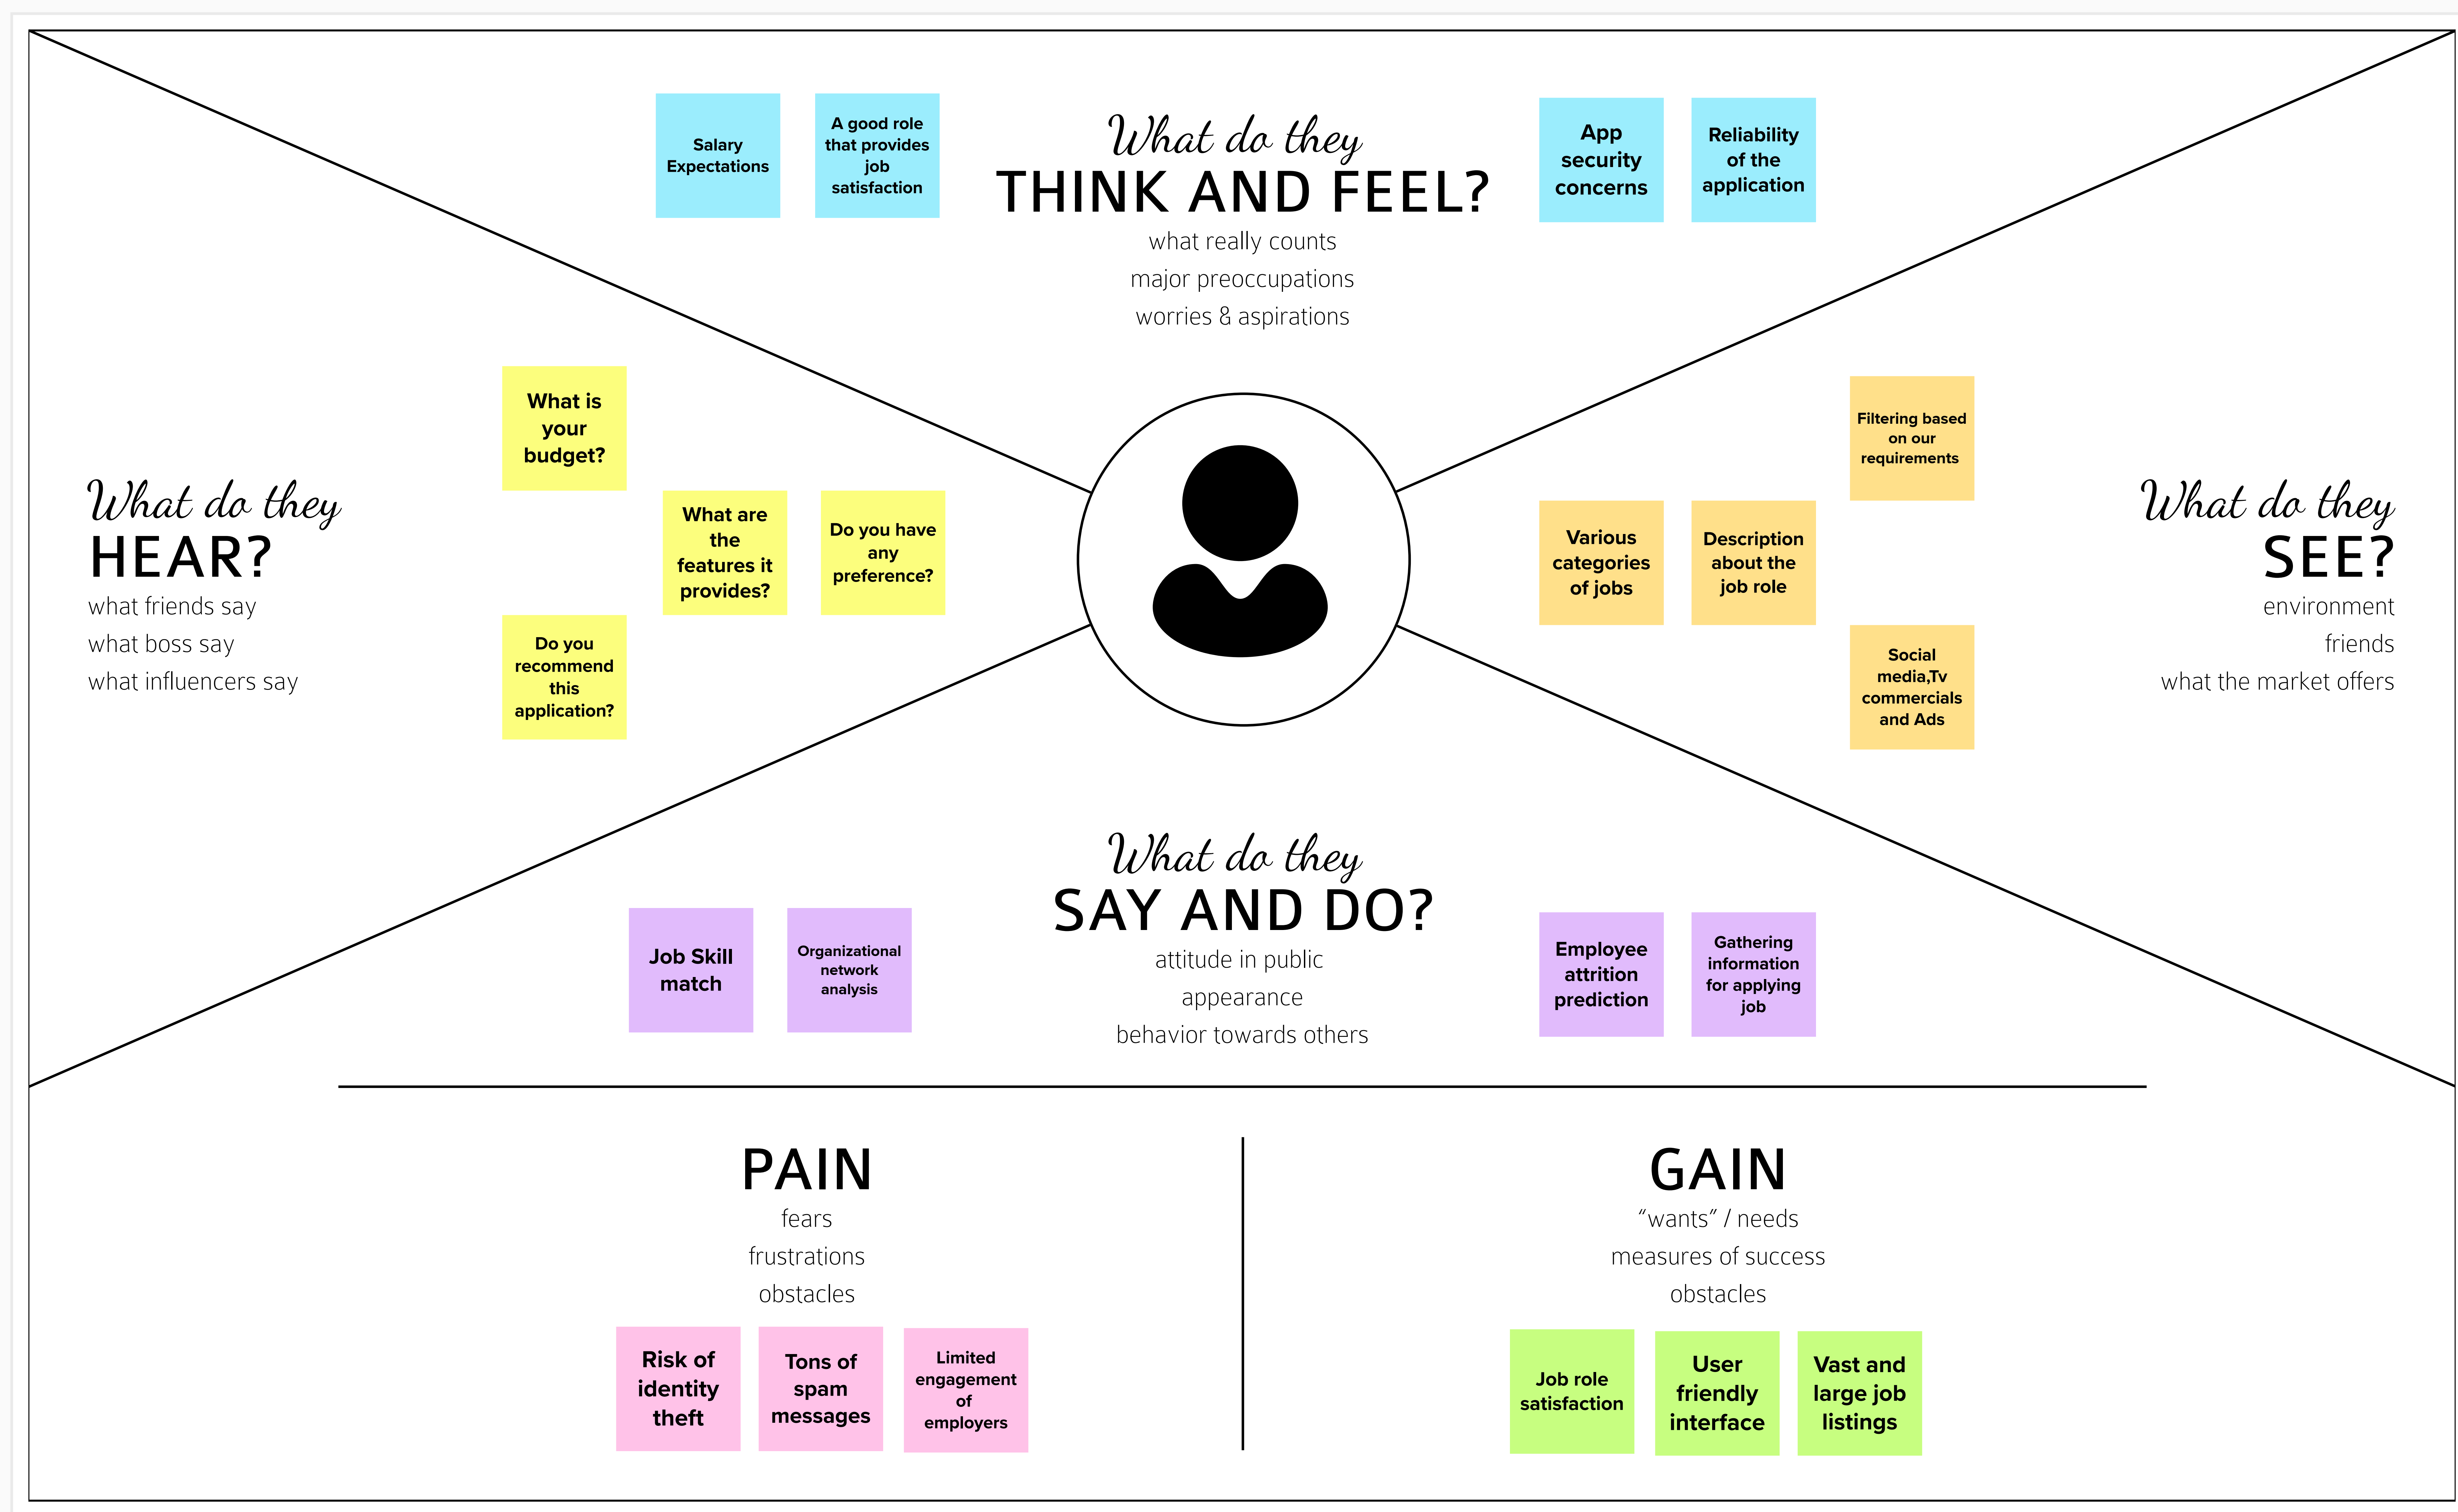 What do they
THINK AND FEEL?
what really counts
major preoccupations
worries & aspirations
Salary
Expectations
A good role
that provides
job
satisfaction
App
security
concerns
Reliability
of the
application
What do they
HEAR?
what friends say
what boss say
what influencers say
What is
your
budget?
What are
the
features it
provides?
Do you have
any
preference?
Do you
recommend
this
application?
What do they
SEE?
environment
friends
what the market offers
Filtering based
on our
requirements
Various
categories
of jobs
Description
about the
job role
Social
media,Tv
commercials
and Ads
What do they
SAY AND DO?
attitude in public
appearance
behavior towards others
Job Skill
match
Organizational
network
analysis
Employee
attrition
prediction
Gathering
information
for applying
job
PAIN
fears
frustrations
obstacles
Risk of
identity
theft
Tons of
spam
messages
Limited
engagement
of
employers
GAIN
“wants” / needs
measures of success
obstacles
Job role
satisfaction
User
friendly
interface
Vast and
large job
listings